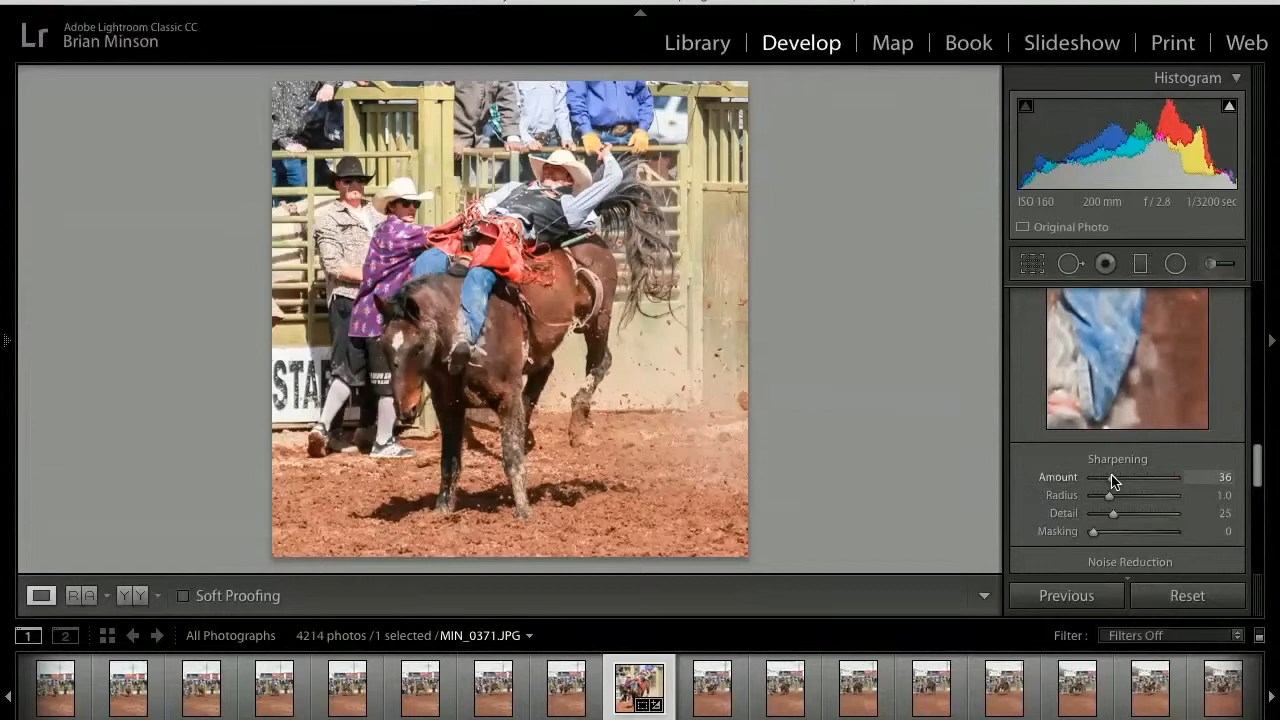 Lr
Adobe Lightroom Classic CC
Brian Minson
Library Develop Map Book Slideshow Print Web
Histogram
ISO 160 200 mm f / 2.8 1/3200 sec
Original Photo
STA
Sharpening
Amount 36
Radius 1.0
Detail 25
Masking 0
Noise Reduction
R A Y Y Soft Proofing
Previous Reset
1 2 All Photographs 4214 photos / 1 selected / MIN_0371.JPG Filter : Filters Off